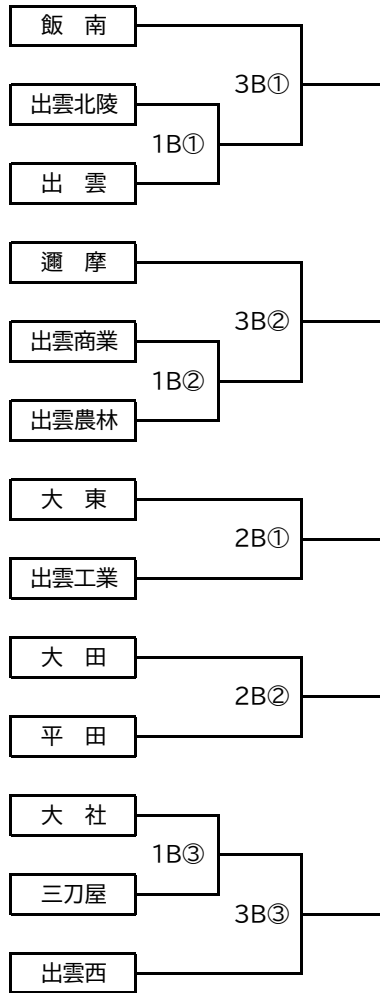 飯　南
3B①
出雲北陵
1B①
出　雲
邇　摩
3B②
出雲商業
1B②
出雲農林
大　東
2B①
出雲工業
大　田
2B②
平　田
大　社
1B③
三刀屋
3B③
出雲西